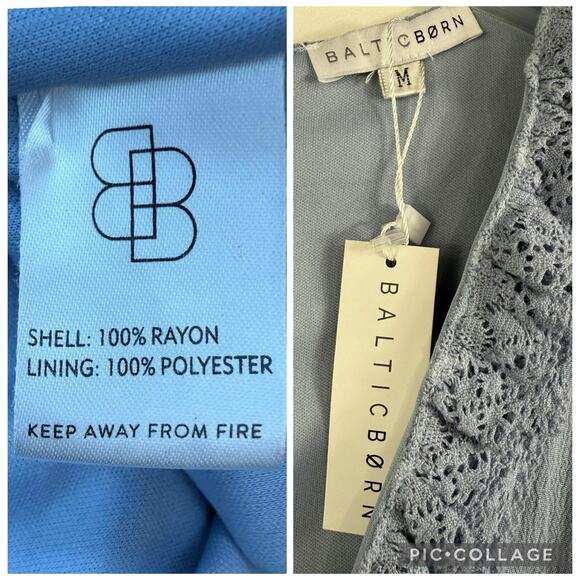 SHELL: 100% RAYON
LINING: 100% POLYESTER
KEEP AWAY FROM FIRE
BALTICBØRN
M
BALTICBØRN
PIC•COLLAGE